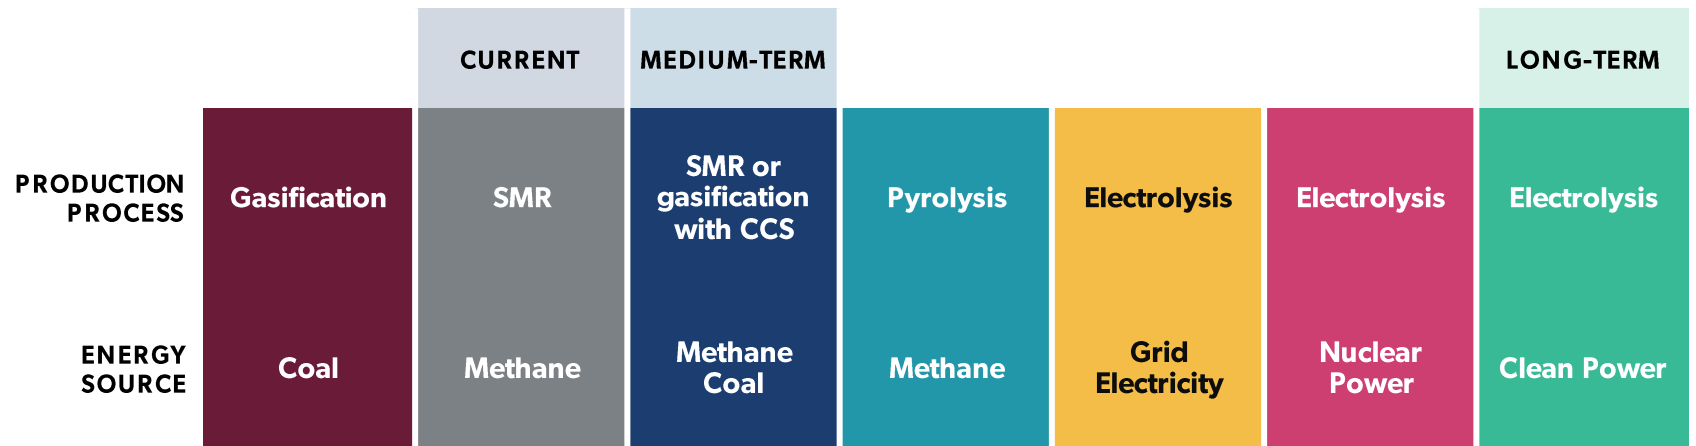 CURRENT
MEDIUM-TERM
LONG-TERM
PRODUCTION
PROCESS
Gasification
SMR
SMR or
gasification
with CCS
Pyrolysis
Electrolysis
Electrolysis
Electrolysis
ENERGY
SOURCE
Coal
Methane
Methane
Coal
Methane
Grid
Electricity
Nuclear
Power
Clean Power